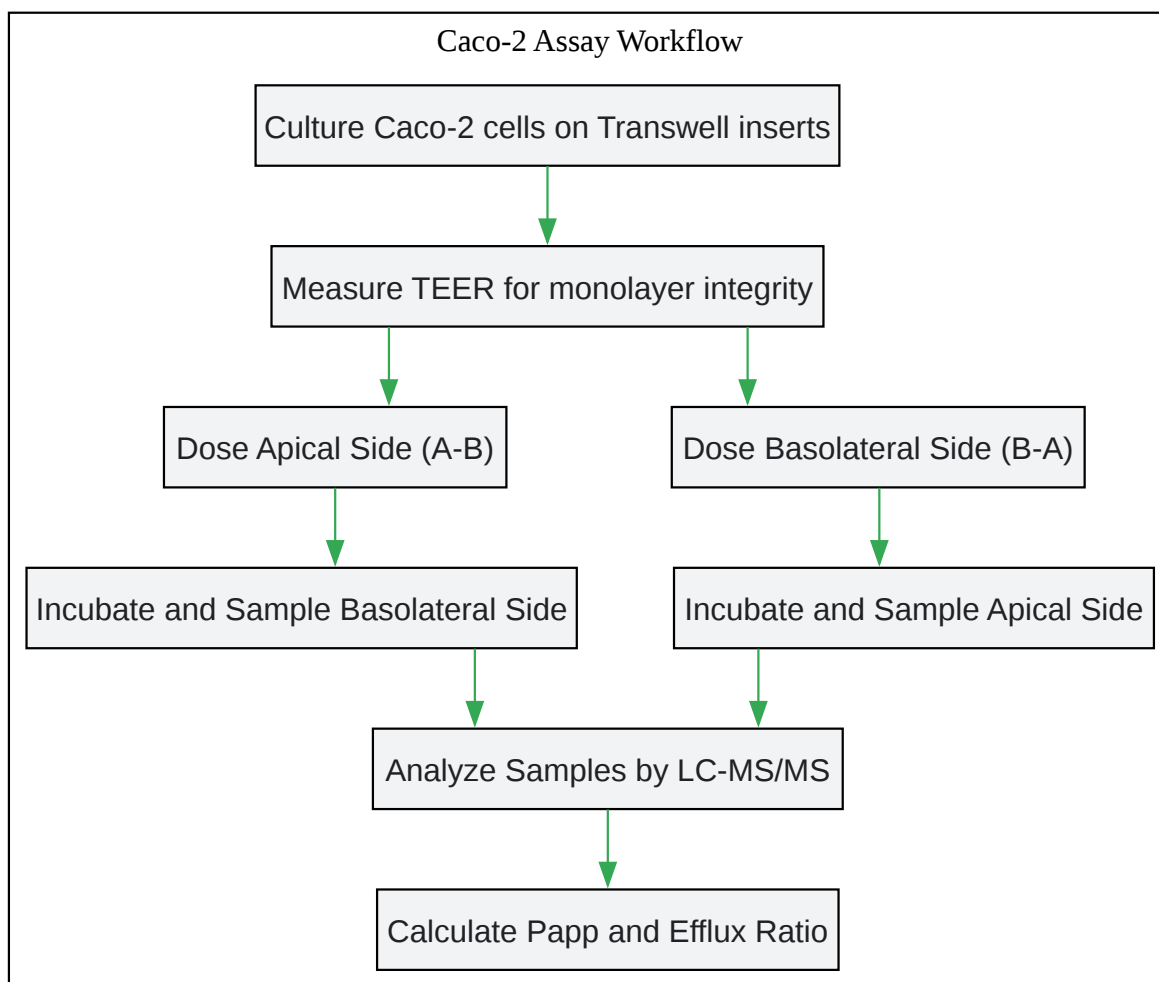 Caco-2 Assay Workflow
Culture Caco-2 cells on Transwell inserts
Measure TEER for monolayer integrity
Dose Apical Side (A-B)
Dose Basolateral Side (B-A)
Incubate and Sample Basolateral Side
Incubate and Sample Apical Side
Analyze Samples by LC-MS/MS
Calculate Papp and Efflux Ratio